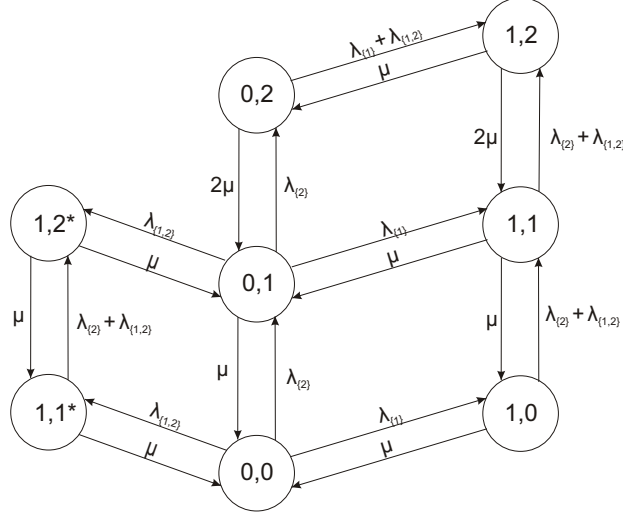 1,2
λ{1} + λ{1,2}
μ
0,2
2μ
λ{2} + λ{1,2}
2μ
λ{2}
1,2*
λ{1,2}
λ{1}
1,1
μ
μ
0,1
μ
λ{2} + λ{1,2}
μ
λ{2} + λ{1,2}
μ
λ{2}
1,1*
λ{1,2}
λ{1}
1,0
μ
μ
0,0